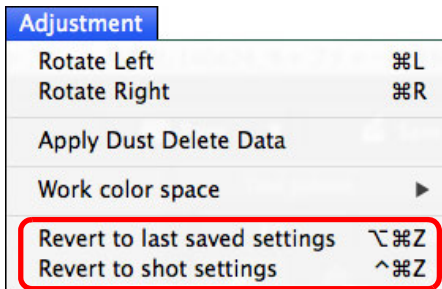 Adjustment
Rotate Left ⌘L
Rotate Right ⌘R
Apply Dust Delete Data
Work color space ▶
Revert to last saved settings ⌥⌘Z
Revert to shot settings ^⌘Z